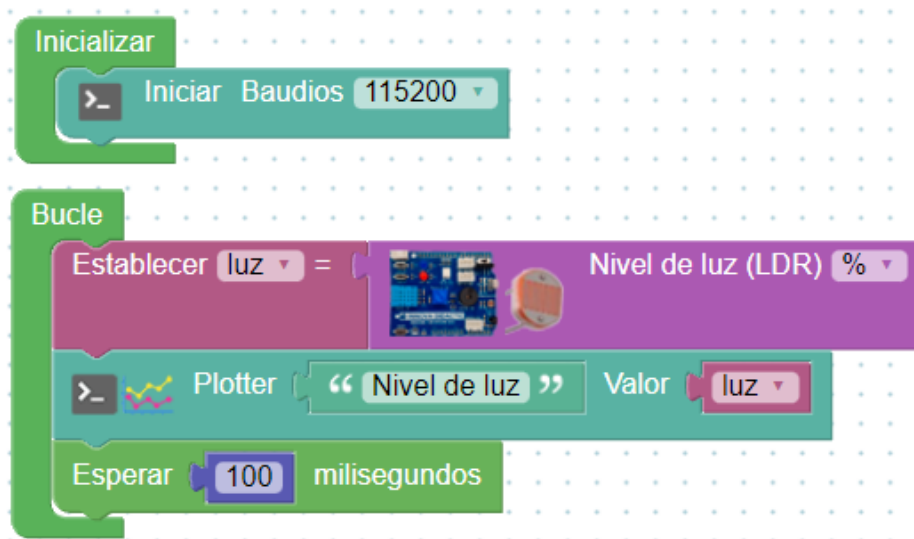 Inicializar
>_ Iniciar Baudios 115200
Bucle
Establecer luz = Nivel de luz (LDR) %
>_ Plotter “ Nivel de luz ” Valor luz
Esperar 100 milisegundos